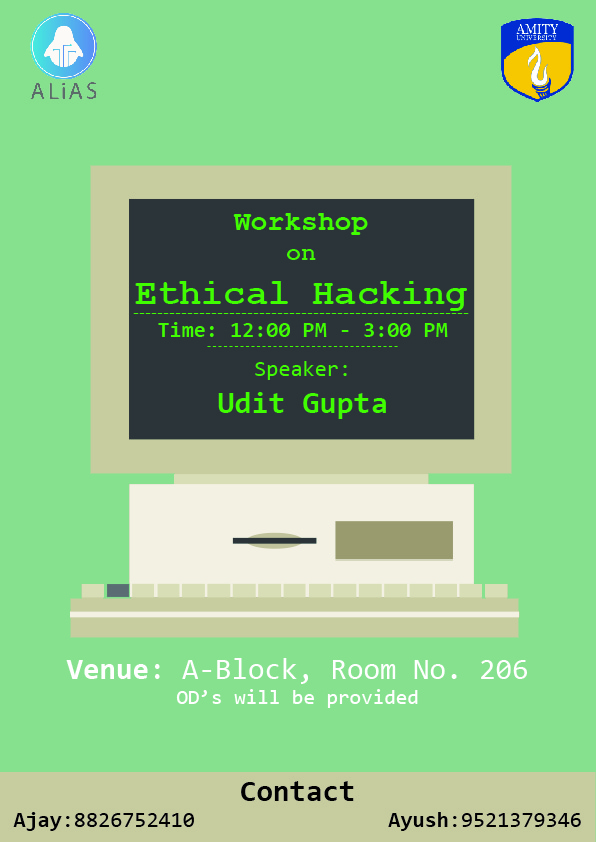 ALiAS
AMITY
UNIVERSITY
Workshop
on
Ethical Hacking
Time: 12:00 PM - 3:00 PM
Speaker:
Udit Gupta
Venue: A-Block, Room No. 206
OD’s will be provided
Contact
Ajay:8826752410
Ayush:9521379346